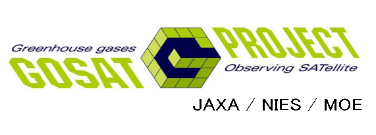 Greenhouse gases
GOSAT PROJECT
Observing SATellite
JAXA / NIES / MOE